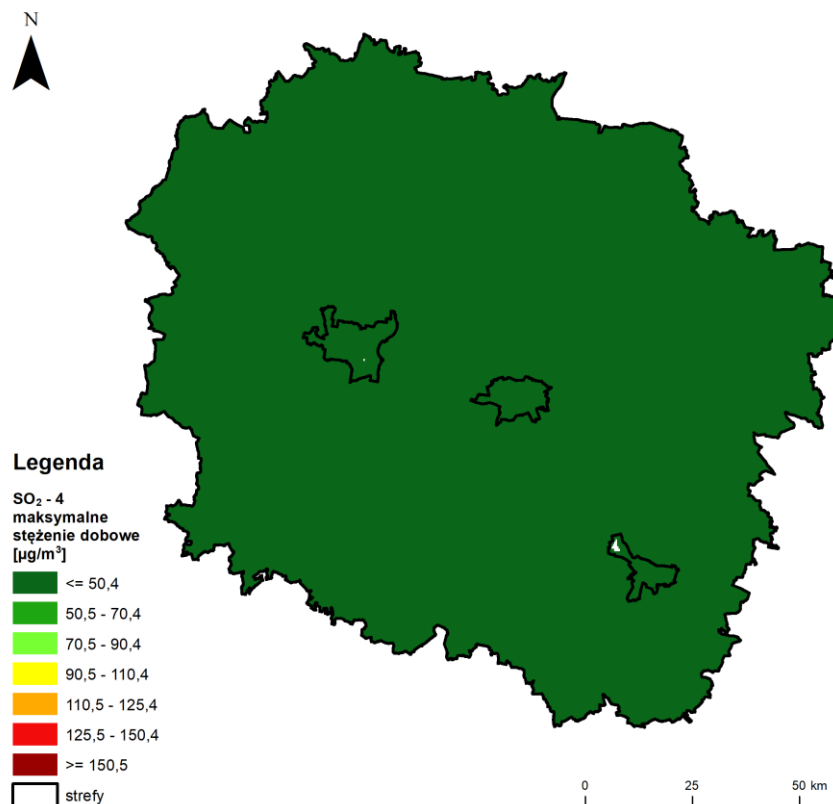 N
Legenda
SO₂ - 4
maksymalne
stężenie dobowe
[µg/m³]
<= 50,4
50,5 - 70,4
70,5 - 90,4
90,5 - 110,4
110,5 - 125,4
125,5 - 150,4
>= 150,5
strefy
0 25 50 km